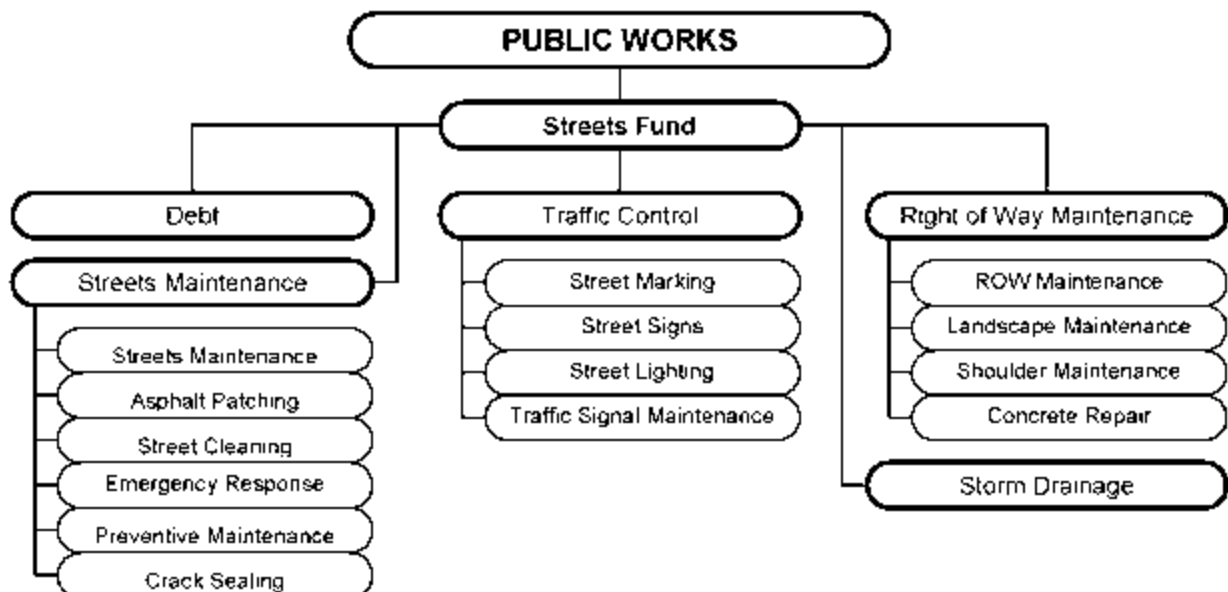 PUBLIC WORKS
Streets Fund
Debt
Streets Maintenance
Streets Maintenance
Asphalt Patching
Street Cleaning
Emergency Response
Preventive Maintenance
Crack Sealing
Traffic Control
Street Marking
Street Signs
Street Lighting
Traffic Signal Maintenance
Right of Way Maintenance
ROW Maintenance
Landscape Maintenance
Shoulder Maintenance
Concrete Repair
Storm Drainage